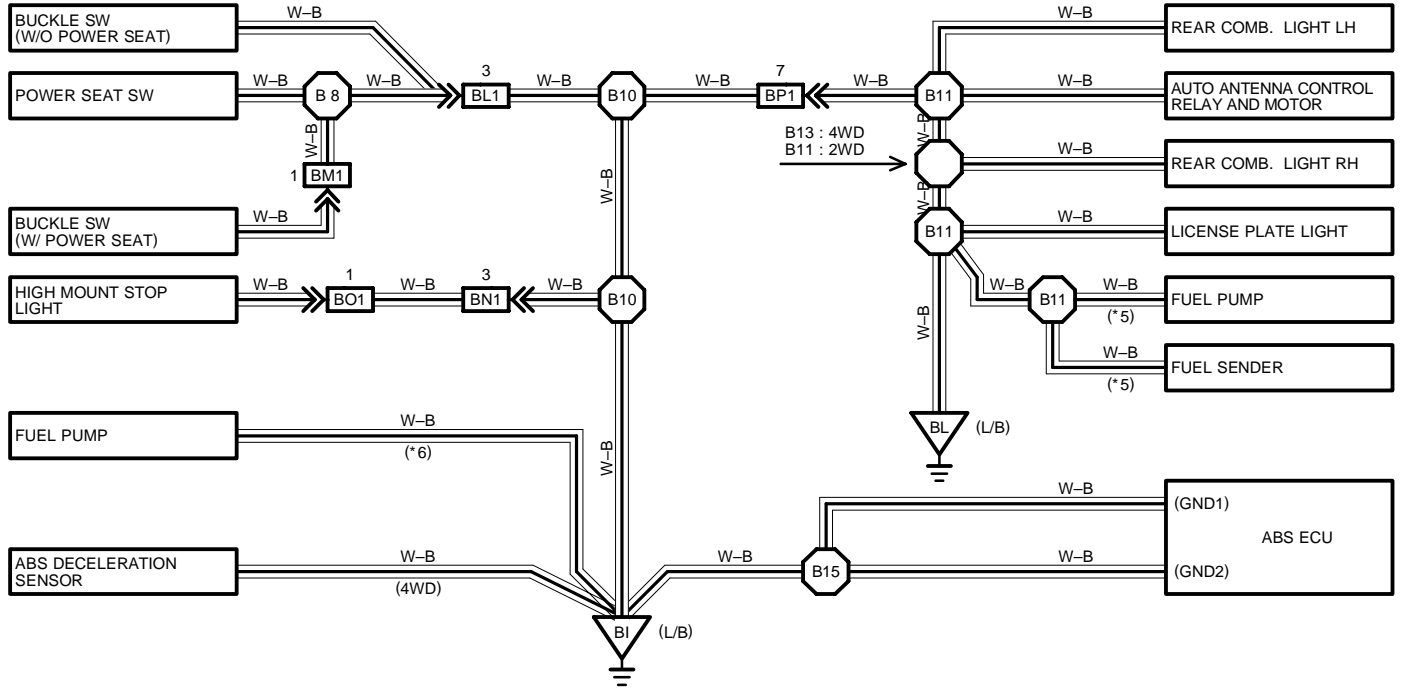 BUCKLE SW
(W/O POWER SEAT)
W–B
W–B
REAR COMB. LIGHT LH
POWER SEAT SW
W–B
B 8
W–B
3
BL1
W–B
B10
W–B
7
BP1
W–B
B11
W–B
AUTO ANTENNA CONTROL
RELAY AND MOTOR
W–B
1
BM1
B13 : 4WD
B11 : 2WD
W–B
W–B
REAR COMB. LIGHT RH
BUCKLE SW
(W/ POWER SEAT)
W–B
W–B
W–B
B11
W–B
LICENSE PLATE LIGHT
HIGH MOUNT STOP
LIGHT
W–B
1
BO1
W–B
3
BN1
W–B
B10
W–B
B11
W–B
(*5)
FUEL PUMP
W–B
W–B
(*5)
FUEL SENDER
FUEL PUMP
W–B
(*6)
W–B
BL
(L/B)
ABS DECELERATION
SENSOR
W–B
(4WD)
W–B
B15
W–B
(GND1)
ABS ECU
W–B
(GND2)
BI
(L/B)